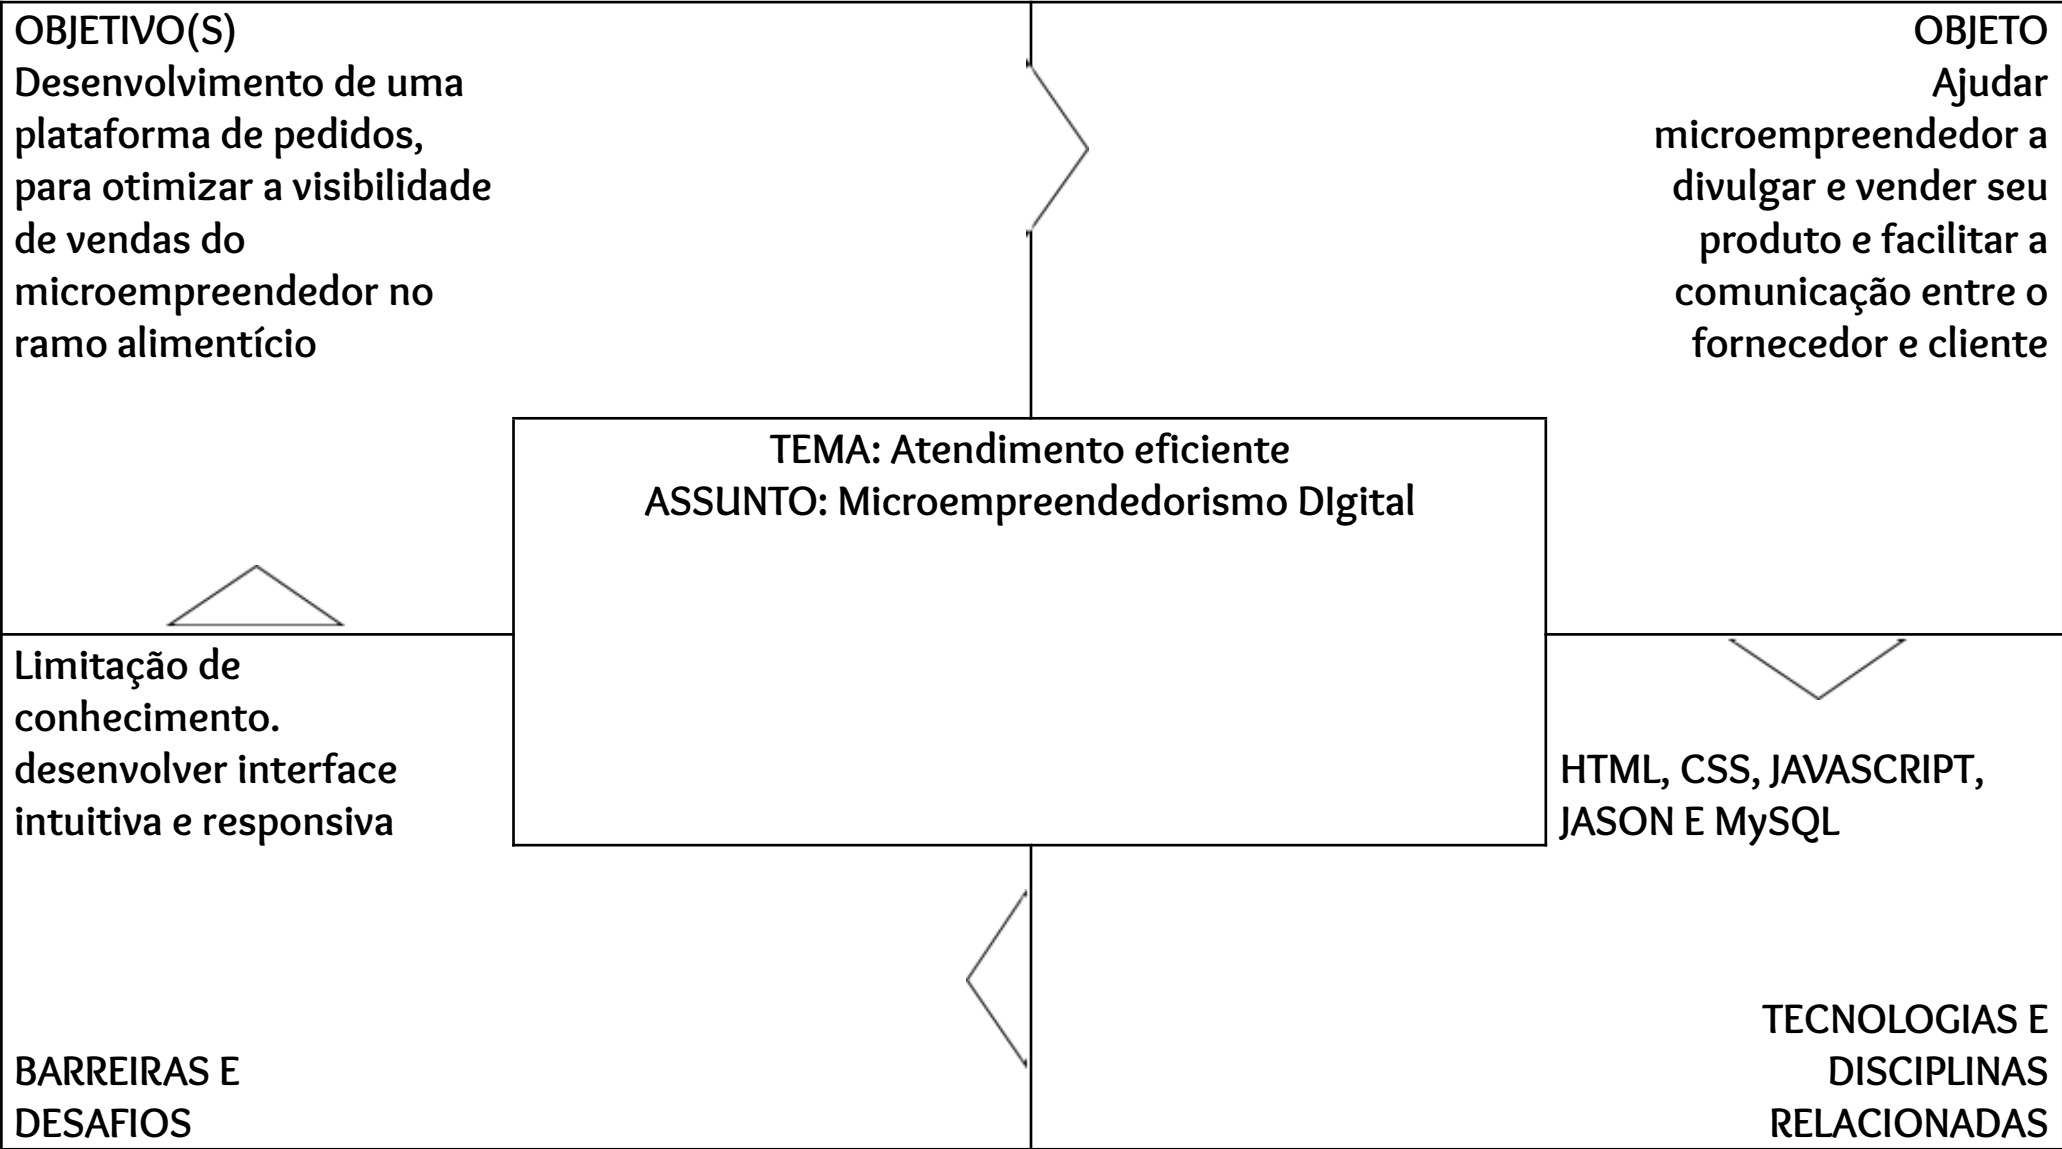 OBJETIVO(S)
Desenvolvimento de uma
plataforma de pedidos,
para otimizar a visibilidade
de vendas do
microempreendedor no
ramo alimentício
OBJETO
Ajudar
microempreendedor a
divulgar e vender seu
produto e facilitar a
comunicação entre o
fornecedor e cliente
TEMA: Atendimento eficiente
ASSUNTO: Microempreendedorismo DIgital
Limitação de
conhecimento.
desenvolver interface
intuitiva e responsiva
BARREIRAS E
DESAFIOS
HTML, CSS, JAVASCRIPT,
JASON E MySQL
TECNOLOGIAS E
DISCIPLINAS
RELACIONADAS